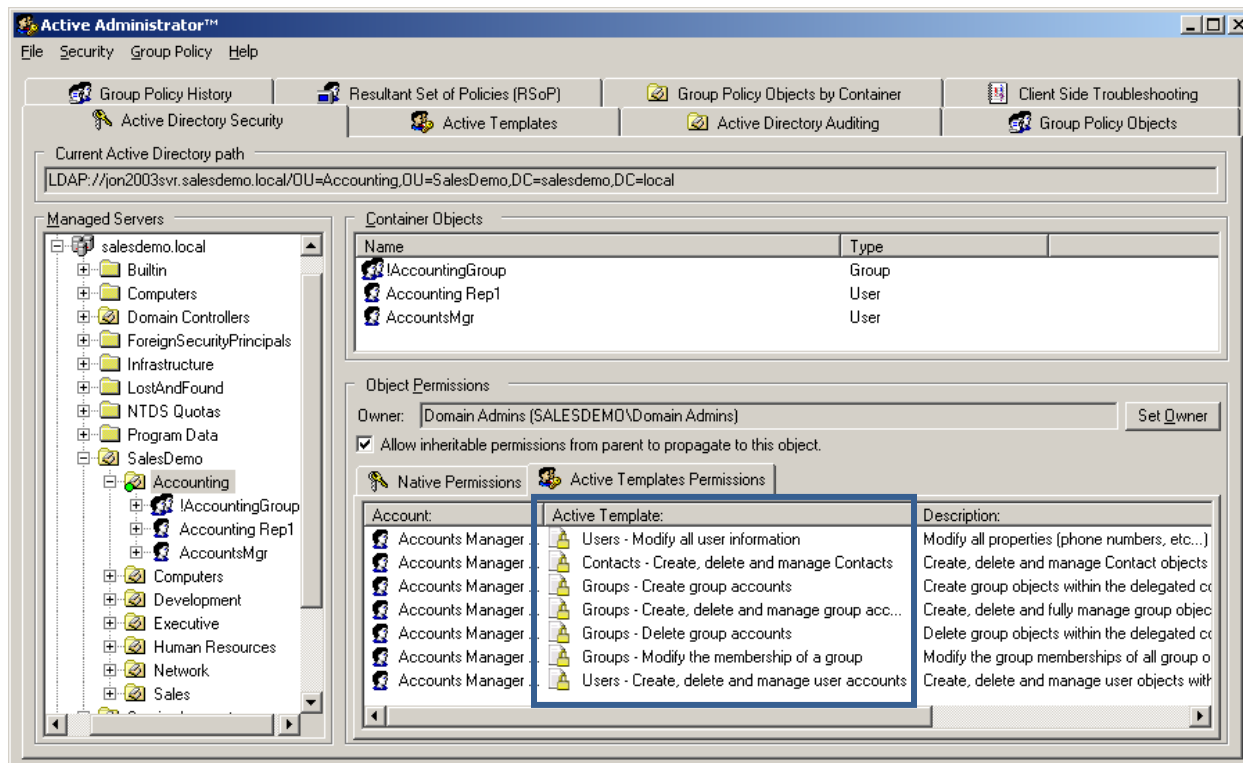 Active Administrator™
File Security Group Policy Help
Group Policy History Resultant Set of Policies (RSoP) Group Policy Objects by Container Client Side Troubleshooting
Active Directory Security Active Templates Active Directory Auditing Group Policy Objects
Current Active Directory path
LDAP://jon2003svr.salesdemo.local/OU=Accounting,OU=SalesDemo,DC=salesdemo,DC=local
Managed Servers
salesdemo.local
Builtin
Computers
Domain Controllers
ForeignSecurityPrincipals
Infrastructure
LostAndFound
NTDS Quotas
Program Data
SalesDemo
Accounting
!AccountingGroup
Accounting Rep1
AccountsMgr
Computers
Development
Executive
Human Resources
Network
Sales
Container Objects
Name Type
!AccountingGroup Group
Accounting Rep1 User
AccountsMgr User
Object Permissions
Owner: Domain Admins (SALESDEMO\Domain Admins) Set Owner
Allow inheritable permissions from parent to propagate to this object.
Native Permissions Active Templates Permissions
Account: Active Template: Description:
Accounts Manager ... Users - Modify all user information Modify all properties (phone numbers, etc...)
Accounts Manager ... Contacts - Create, delete and manage Contacts Create, delete and manage Contact objects
Accounts Manager ... Groups - Create group accounts Create group objects within the delegated
Accounts Manager ... Groups - Create, delete and manage group acc... Create, delete and fully manage group objec
Accounts Manager ... Groups - Delete group accounts Delete group objects within the delegated
Accounts Manager ... Groups - Modify the membership of a group Modify the group memberships of all group o
Accounts Manager ... Users - Create, delete and manage user accounts Create, delete and manage user objects with